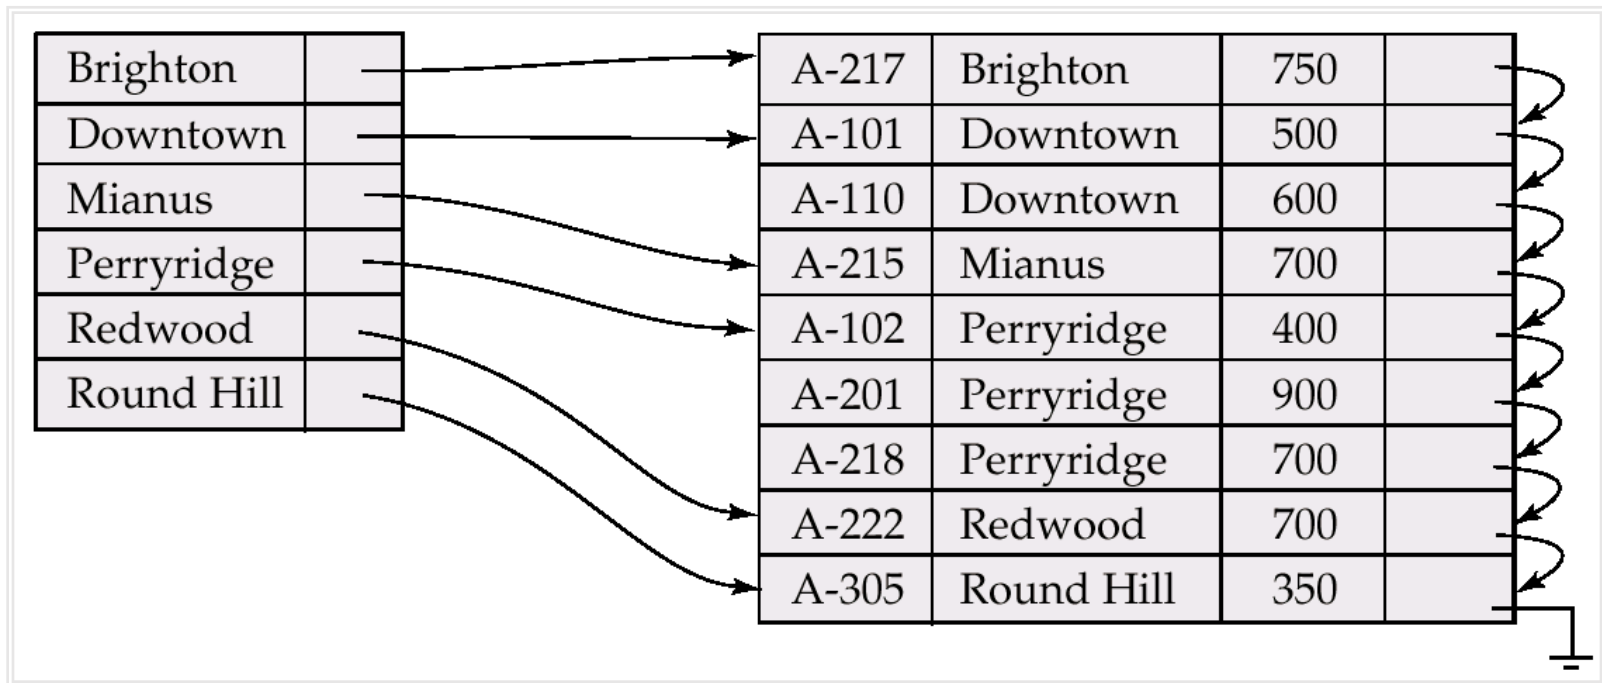 Brighton
Downtown
Mianus
Perryridge
Redwood
Round Hill
A-217 Brighton 750
A-101 Downtown 500
A-110 Downtown 600
A-215 Mianus 700
A-102 Perryridge 400
A-201 Perryridge 900
A-218 Perryridge 700
A-222 Redwood 700
A-305 Round Hill 350